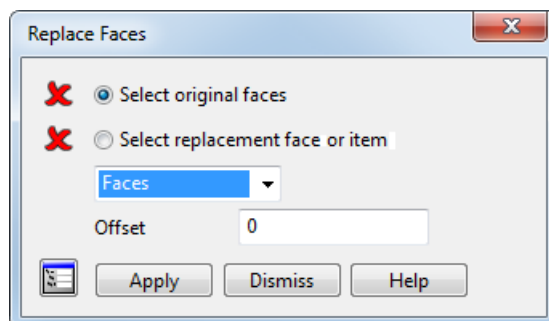 Replace Faces
Select original faces
Select replacement face or item
Faces
Offset 0
Apply Dismiss Help